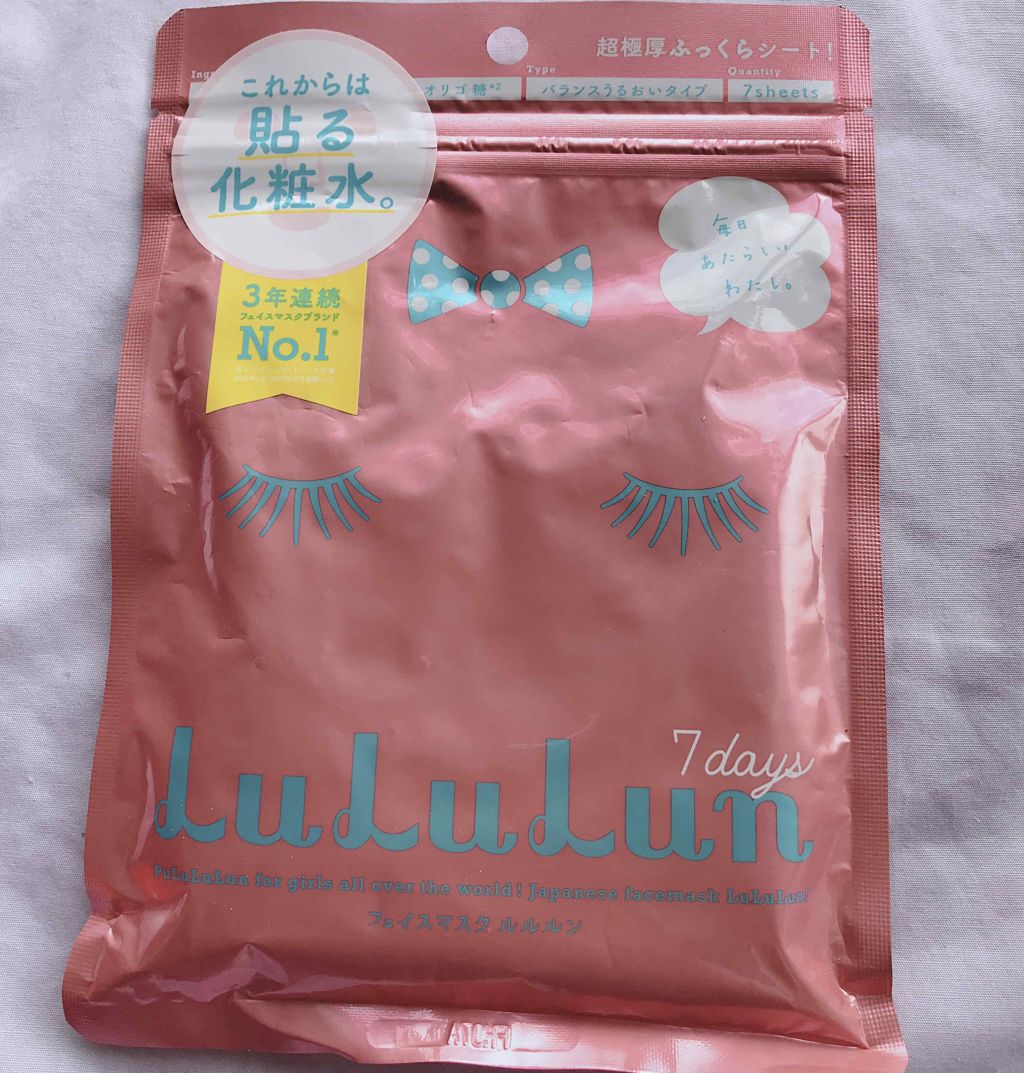 超極厚ふっくらシート!
Type
Quantity
オリゴ糖*2
バランスうるおいタイプ
7sheets
これからは
貼る
化粧水。
3年連続
フェイスマスクブランド
No.1*
毎日
あたらしい
わたし。
7days
LuLuLun
PuLuLuLun for girls all over the world! Japanese facemask LuLuLun!
フェイスマスク ルルルン